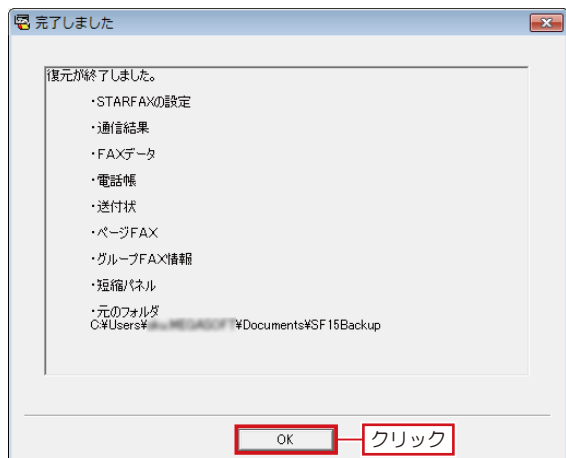 完了しました
復元が終了しました。
・STARFAXの設定
・通信結果
・FAXデータ
・電話帳
・送付状
・ページFAX
・グループFAX情報
・短縮パネル
・元のフォルダ
C:¥Users¥ ¥Documents¥SF15Backup
OK
クリック